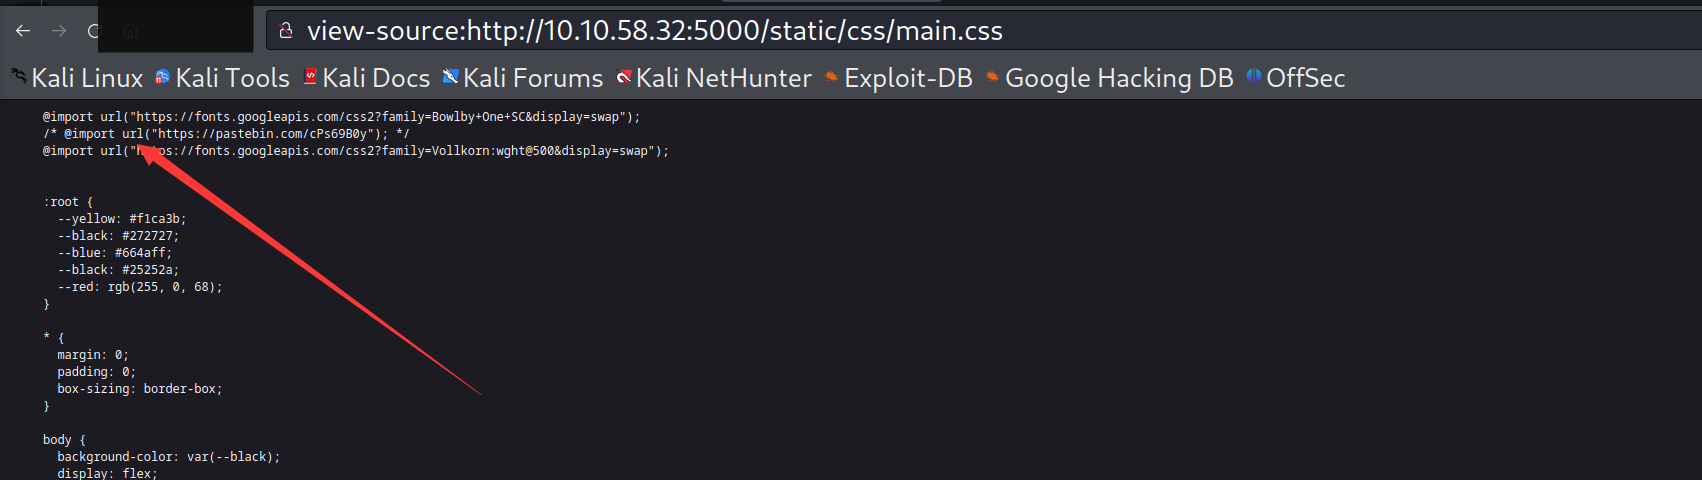 view-source:http://10.10.58.32:5000/static/css/main.css
Kali Linux Kali Tools Kali Docs Kali Forums Kali NetHunter Exploit-DB Google Hacking DB OffSec
@import url("https://fonts.googleapis.com/css2?family=Bowlby+One+SC&display=swap");
/* @import url("https://pastebin.com/cPs69B0y"); */
@import url("https://fonts.googleapis.com/css2?family=Vollkorn:wght@500&display=swap");
:root {
--yellow: #f1ca3b;
--black: #272727;
--blue: #664aff;
--black: #25252a;
--red: rgb(255, 0, 68);
}
* {
margin: 0;
padding: 0;
box-sizing: border-box;
}
body {
background-color: var(--black);
display: flex;